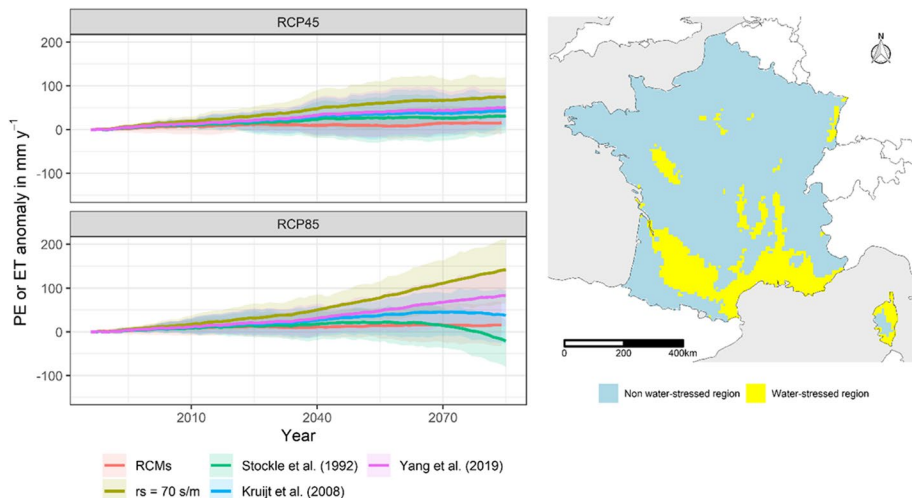 RCP45
200
100
0
-100
RCP85
200
100
0
-100
PE or ET anomaly in mm y⁻¹
2010 2040 2070
Year
RCMs
Stockle et al. (1992)
Yang et al. (2019)
rs = 70 s/m
Kruijt et al. (2008)
N
0 200 400km
Non water-stressed region
Water-stressed region